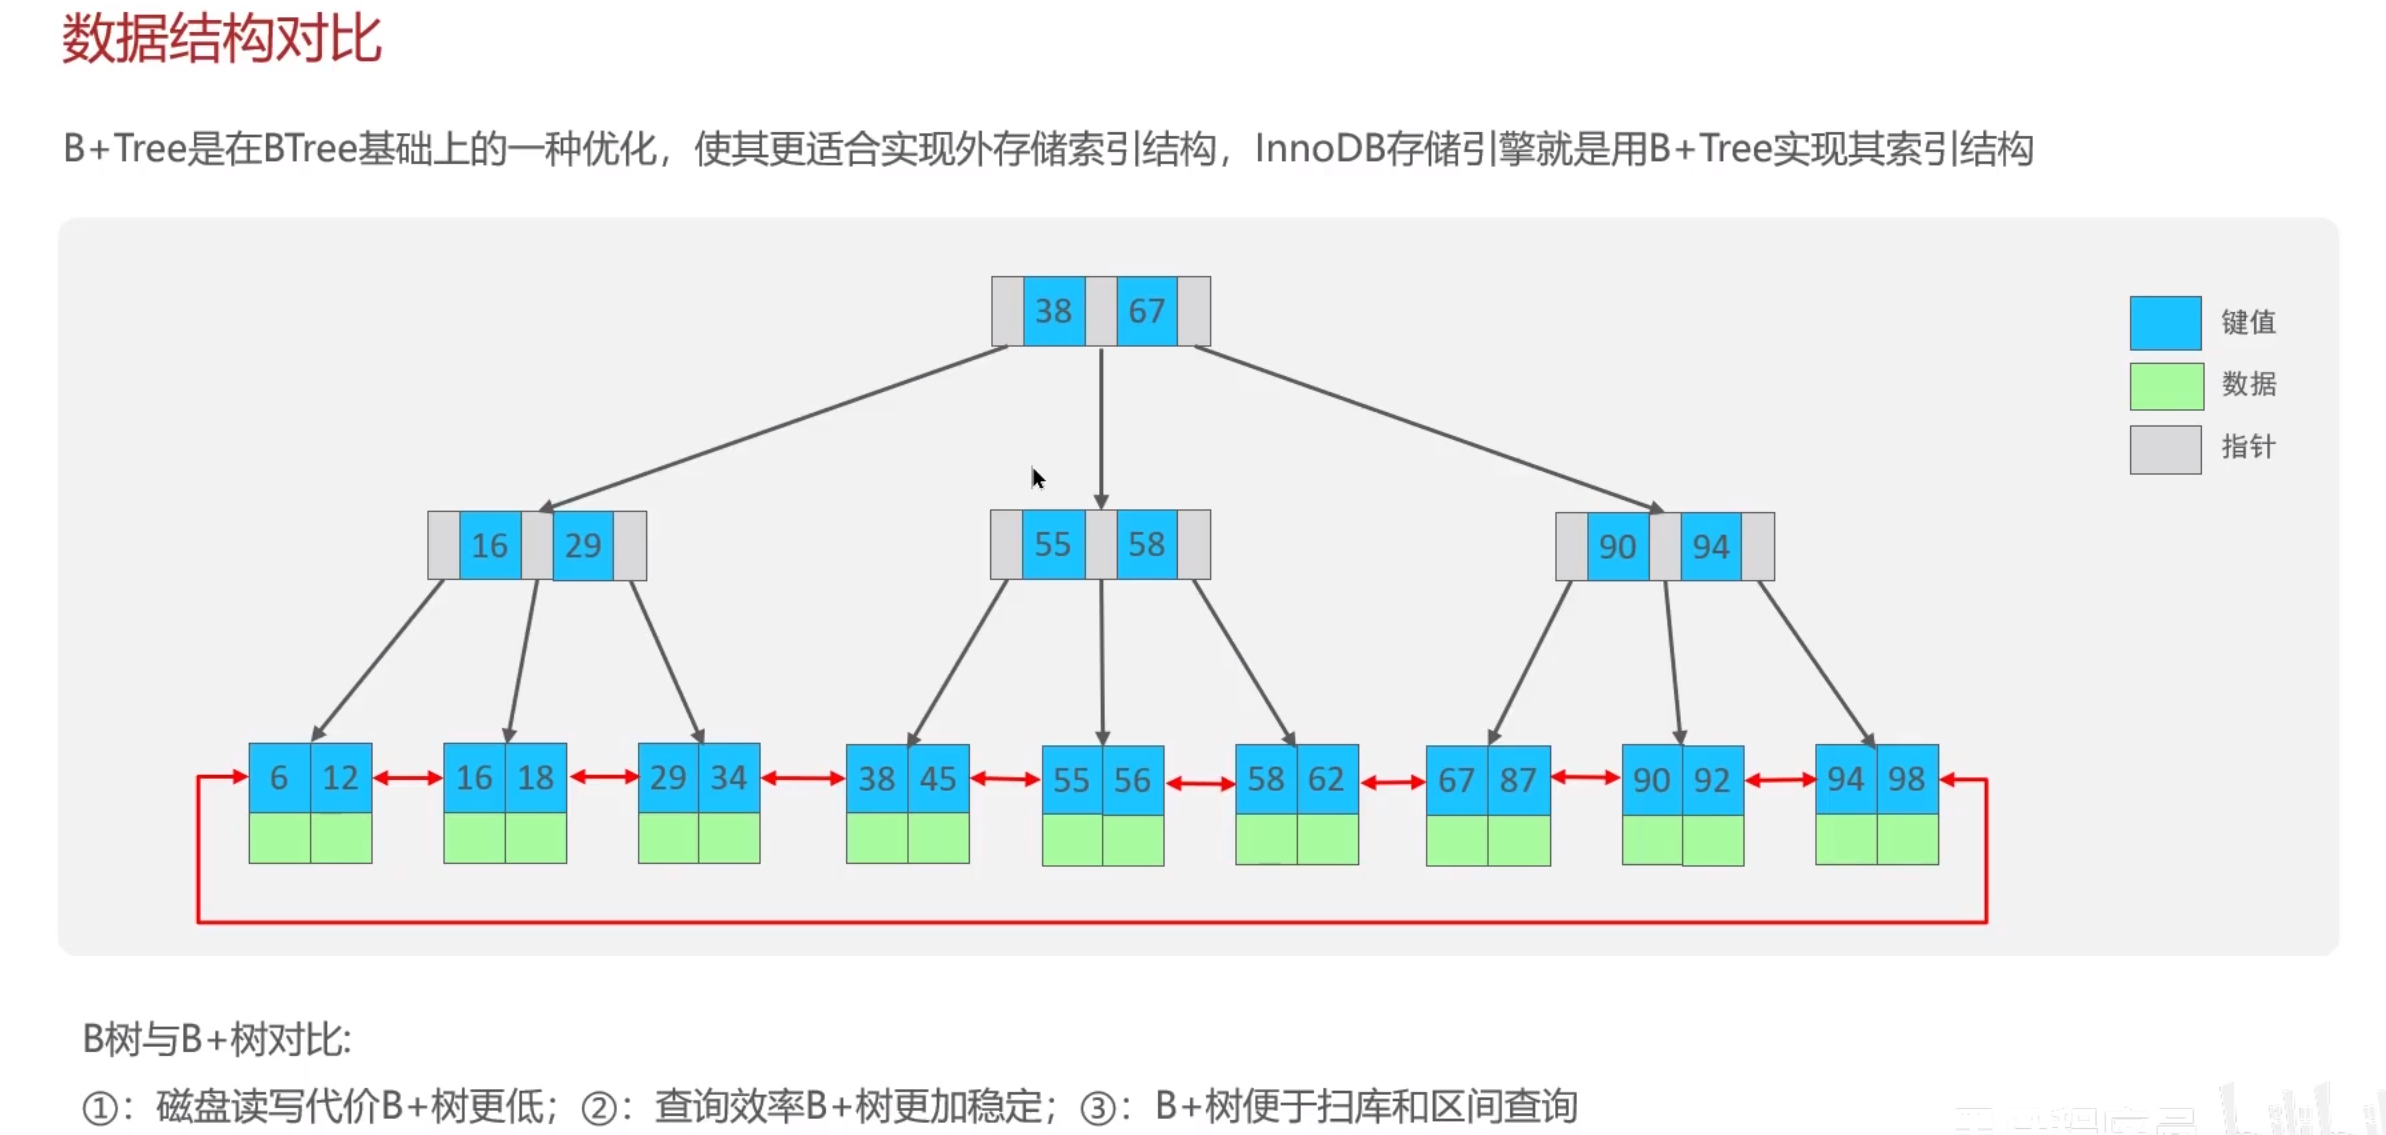 数据结构对比
B+Tree是在BTree基础上的一种优化，使其更适合实现外存储索引结构，InnoDB存储引擎就是用B+Tree实现其索引结构
38 67
键值
数据
指针
16 29
55 58
90 94
6 12 16 18 29 34 38 45 55 56 58 62 67 87 90 92 94 98
B树与B+树对比:
①：磁盘读写代价B+树更低；②：查询效率B+树更加稳定；③：B+树便于扫库和区间查询